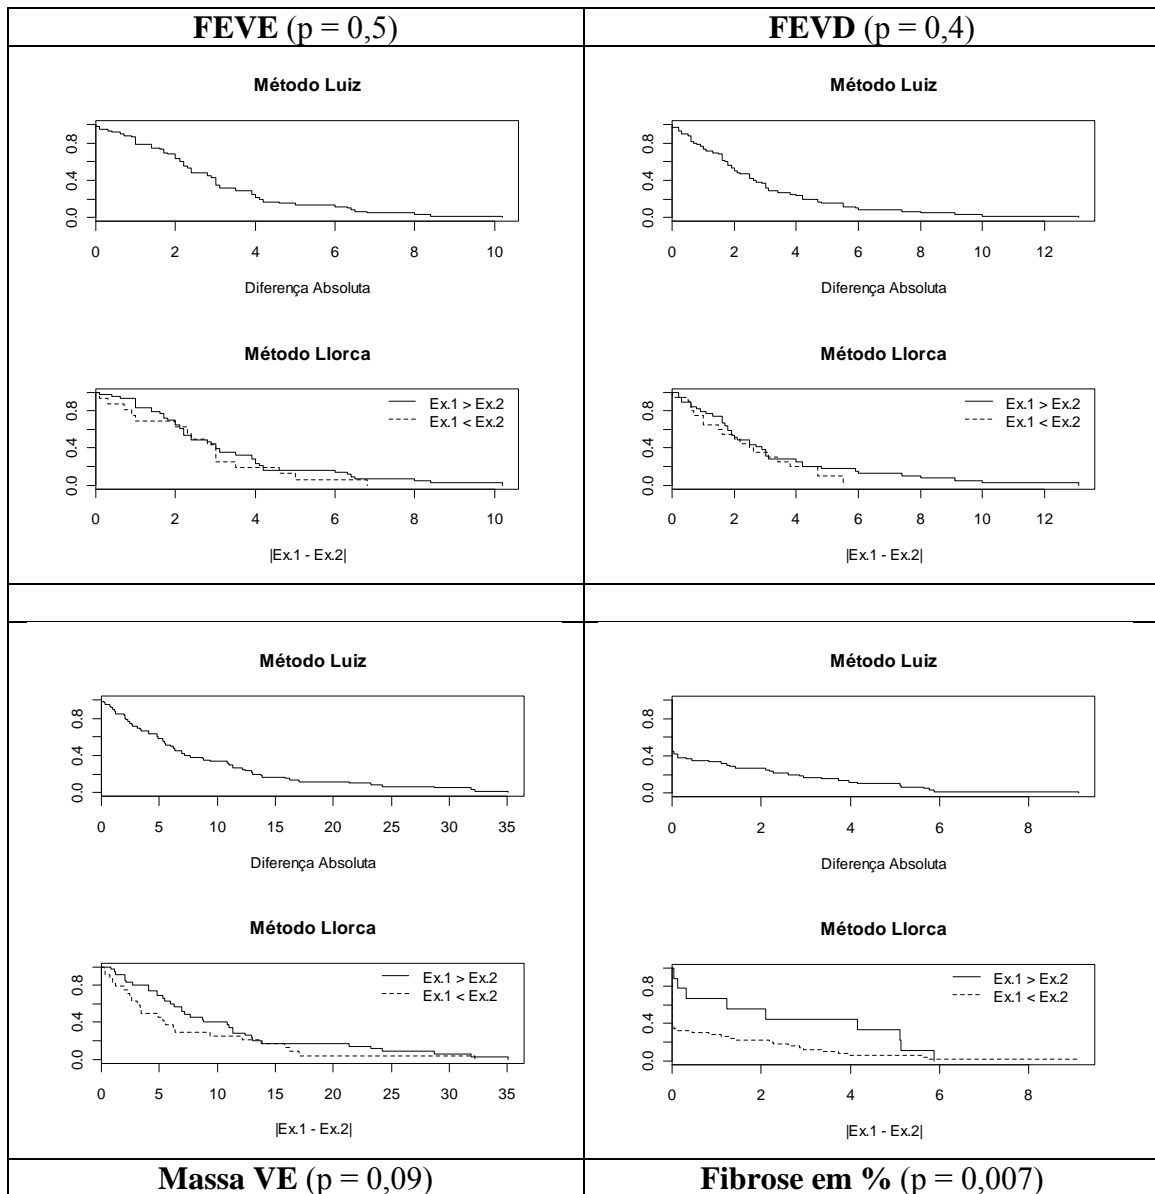 FEVE (p = 0,5)
FEVD (p = 0,4)
Método Luiz
0.0 0.4 0.8
0 2 4 6 8 10
Diferença Absoluta
Método Llorca
Ex.1 > Ex.2
Ex.1 < Ex.2
0.0 0.4 0.8
0 2 4 6 8 10
|Ex.1 - Ex.2|
Método Luiz
0.0 0.4 0.8
0 2 4 6 8 10 12
Diferença Absoluta
Método Llorca
Ex.1 > Ex.2
Ex.1 < Ex.2
0.0 0.4 0.8
0 2 4 6 8 10 12
|Ex.1 - Ex.2|
Método Luiz
0.0 0.4 0.8
0 5 10 15 20 25 30 35
Diferença Absoluta
Método Llorca
Ex.1 > Ex.2
Ex.1 < Ex.2
0.0 0.4 0.8
0 5 10 15 20 25 30 35
|Ex.1 - Ex.2|
Método Luiz
0.0 0.4 0.8
0 2 4 6 8
Diferença Absoluta
Método Llorca
Ex.1 > Ex.2
Ex.1 < Ex.2
0.0 0.4 0.8
0 2 4 6 8
|Ex.1 - Ex.2|
Massa VE (p = 0,09)
Fibrose em % (p = 0,007)